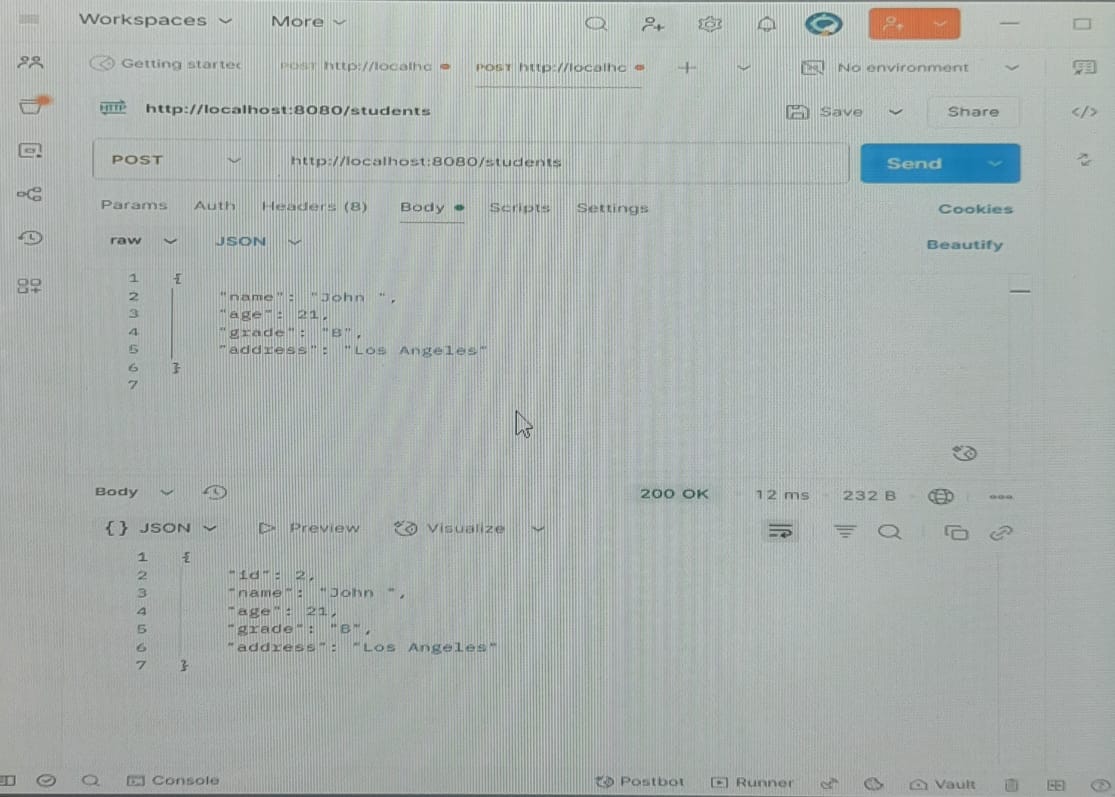 Workspaces More
Getting starte POST http://localhc POST http://localhc No environment
HTTP http://localhost:8080/students Save Share </>
POST http://localhost:8080/students Send
Params Auth Headers (8) Body Scripts Settings Cookies
raw JSON Beautify
1 {
2 "name": "John ",
3 "age": 21,
4 "grade": "B",
5 "address": "Los Angeles"
6 }
7
Body 200 OK 12 ms 232 B
{} JSON Preview Visualize
1 {
2 "id": 2,
3 "name": "John ",
4 "age": 21,
5 "grade": "B",
6 "address": "Los Angeles"
7 }
Console Postbot Runner Vault